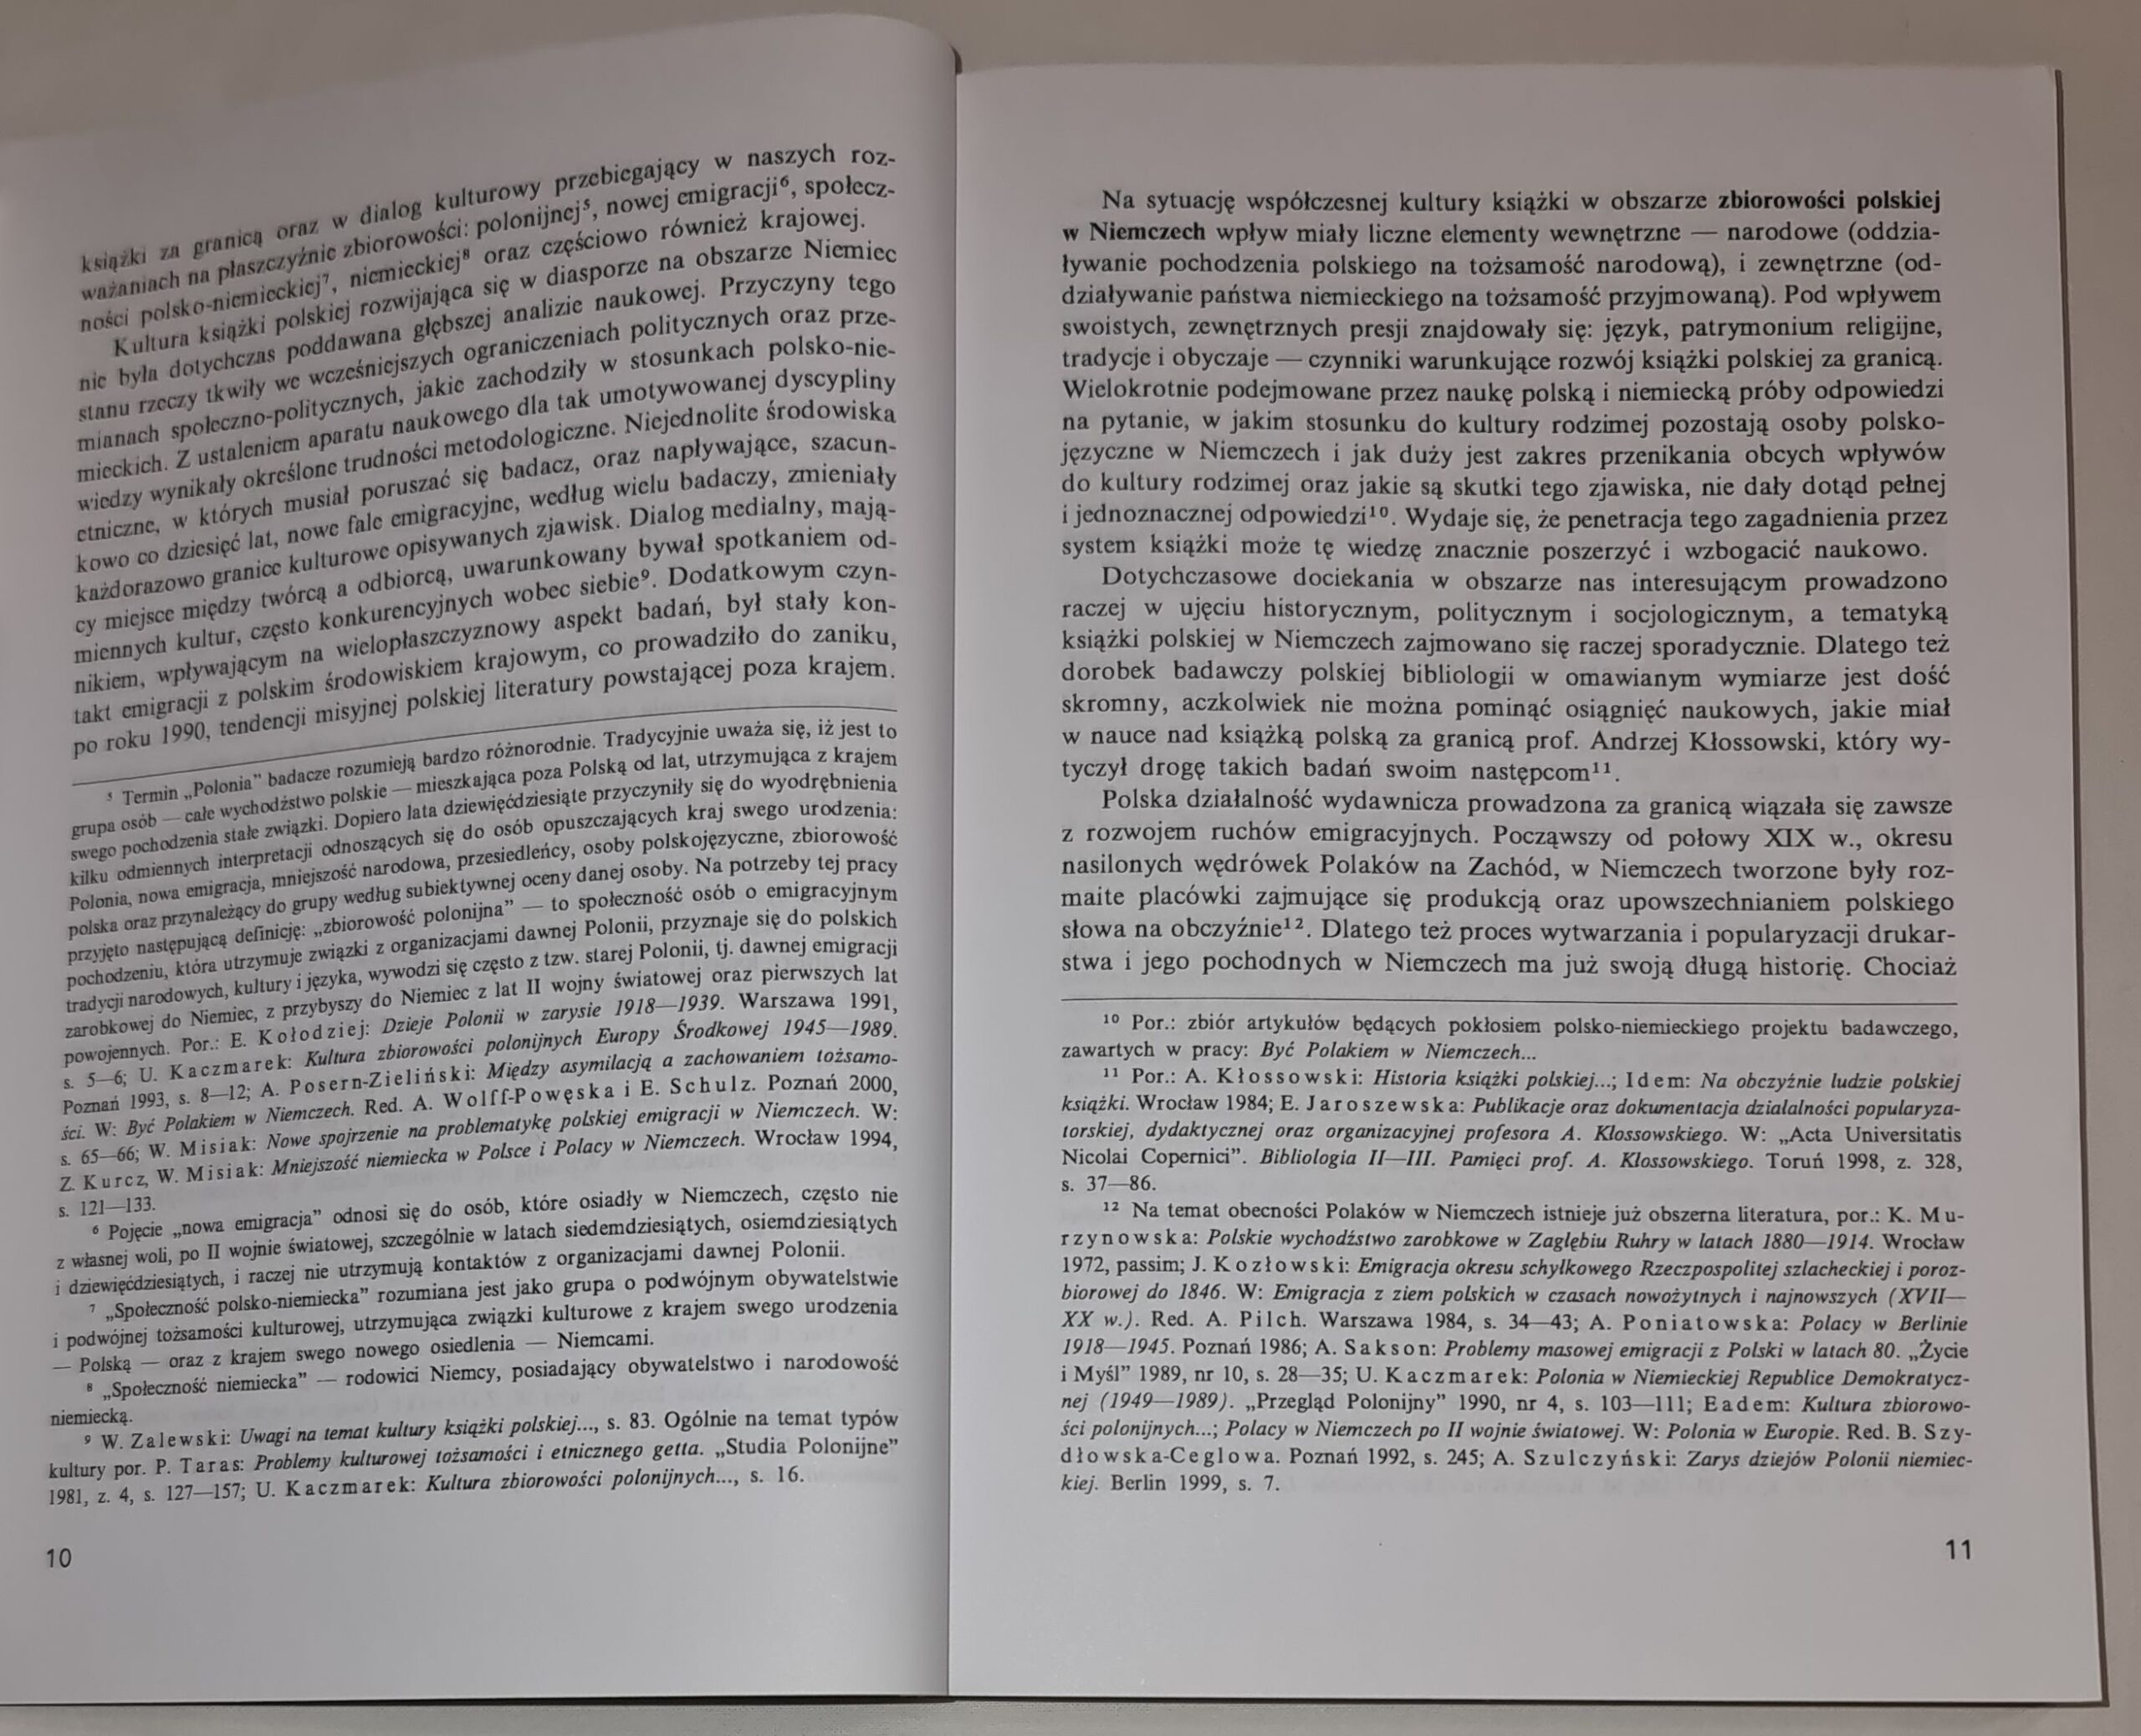 książki za granicą oraz w dialog kulturowy przebiegający w naszych roz-
ważaniach na płaszczyźnie zbiorowości: polonijnej⁵, nowej emigracji⁶, społecz-
ności polsko-niemieckiej⁷, niemieckiej⁸ oraz częściowo również krajowej.
Kultura książki polskiej rozwijająca się w diasporze na obszarze Niemiec
nie była dotychczas poddawana głębszej analizie naukowej. Przyczyny tego
stanu rzeczy tkwiły we wcześniejszych ograniczeniach politycznych oraz prze-
mianach społeczno-politycznych, jakie zachodziły w stosunkach polsko-nie-
mieckich. Z ustaleniem aparatu naukowego dla tak umotywowanej dyscypliny
wiedzy wynikały określone trudności metodologiczne. Niejednolite środowiska
etniczne, w których musiał poruszać się badacz, oraz napływające, szacun-
kowo co dziesięć lat, nowe fale emigracyjne, według wielu badaczy, zmieniały
każdorazowo granice kulturowe opisywanych zjawisk. Dialog medialny, mają-
cy miejsce między twórcą a odbiorcą, uwarunkowany bywał spotkaniem od-
miennych kultur, często konkurencyjnych wobec siebie⁹. Dodatkowym czyn-
nikiem, wpływającym na wielopłaszczyznowy aspekt badań, był stały kon-
takt emigracji z polskim środowiskiem krajowym, co prowadziło do zaniku,
po roku 1990, tendencji misyjnej polskiej literatury powstającej poza krajem.
⁵ Termin „Polonia” badacze rozumieją bardzo różnorodnie. Tradycyjnie uważa się, iż jest to
grupa osób — całe wychodźstwo polskie — mieszkająca poza Polską od lat, utrzymująca z krajem
swego pochodzenia stałe związki. Dopiero lata dziewięćdziesiąte przyczyniły się do wyodrębnienia
kilku odmiennych interpretacji odnoszących się do osób opuszczających kraj swego urodzenia:
Polonia, nowa emigracja, mniejszość narodowa, przesiedleńcy, osoby polskojęzyczne, zbiorowość
polska oraz przynależący do grupy według subiektywnej oceny danej osoby. Na potrzeby tej pracy
przyjęto następującą definicję: „zbiorowość polonijna” — to społeczność osób o emigracyjnym
pochodzeniu, która utrzymuje związki z organizacjami dawnej Polonii, przyznaje się do polskich
tradycji narodowych, kultury i języka, wywodzi się często z tzw. starej Polonii, tj. dawnej emigracji
zarobkowej do Niemiec, z przybyszy do Niemiec z lat II wojny światowej oraz pierwszych lat
powojennych. Por.: E. Kołodziej: Dzieje Polonii w zarysie 1918—1939. Warszawa 1991,
s. 5—6; U. Kaczmarek: Kultura zbiorowości polonijnych Europy Środkowej 1945—1989.
Poznań 1993, s. 8—12; A. Posern-Zieliński: Między asymilacją a zachowaniem tożsamo-
ści. W: Być Polakiem w Niemczech. Red. A. Wolff-Powęska i E. Schulz. Poznań 2000,
s. 65—66; W. Misiak: Nowe spojrzenie na problematykę polskiej emigracji w Niemczech. W:
Z. Kurcz, W. Misiak: Mniejszość niemiecka w Polsce i Polacy w Niemczech. Wrocław 1994,
s. 121—133.
⁶ Pojęcie „nowa emigracja” odnosi się do osób, które osiadły w Niemczech, często nie
z własnej woli, po II wojnie światowej, szczególnie w latach siedemdziesiątych, osiemdziesiątych
i dziewięćdziesiątych, i raczej nie utrzymują kontaktów z organizacjami dawnej Polonii.
⁷ „Społeczność polsko-niemiecka” rozumiana jest jako grupa o podwójnym obywatelstwie
i podwójnej tożsamości kulturowej, utrzymująca związki kulturowe z krajem swego urodzenia
— Polską — oraz z krajem swego nowego osiedlenia — Niemcami.
⁸ „Społeczność niemiecka” — rodowici Niemcy, posiadający obywatelstwo i narodowość
niemiecką.
⁹ W. Zalewski: Uwagi na temat kultury książki polskiej..., s. 83. Ogólnie na temat typów
kultury por. P. Taras: Problemy kulturowej tożsamości i etnicznego getta. „Studia Polonijne”
1981, z. 4, s. 127—157; U. Kaczmarek: Kultura zbiorowości polonijnych..., s. 16.
10
Na sytuację współczesnej kultury książki w obszarze zbiorowości polskiej
w Niemczech wpływ miały liczne elementy wewnętrzne — narodowe (oddzia-
ływanie pochodzenia polskiego na tożsamość narodową), i zewnętrzne (od-
działywanie państwa niemieckiego na tożsamość przyjmowaną). Pod wpływem
swoistych, zewnętrznych presji znajdowały się: język, patrymonium religijne,
tradycje i obyczaje — czynniki warunkujące rozwój książki polskiej za granicą.
Wielokrotnie podejmowane przez naukę polską i niemiecką próby odpowiedzi
na pytanie, w jakim stosunku do kultury rodzimej pozostają osoby polsko-
języczne w Niemczech i jak duży jest zakres przenikania obcych wpływów
do kultury rodzimej oraz jakie są skutki tego zjawiska, nie dały dotąd pełnej
i jednoznacznej odpowiedzi¹⁰. Wydaje się, że penetracja tego zagadnienia przez
system książki może tę wiedzę znacznie poszerzyć i wzbogacić naukowo.
Dotychczasowe dociekania w obszarze nas interesującym prowadzono
raczej w ujęciu historycznym, politycznym i socjologicznym, a tematyką
książki polskiej w Niemczech zajmowano się raczej sporadycznie. Dlatego też
dorobek badawczy polskiej bibliologii w omawianym wymiarze jest dość
skromny, aczkolwiek nie można pominąć osiągnięć naukowych, jakie miał
w nauce nad książką polską za granicą prof. Andrzej Kłossowski, który wy-
tyczył drogę takich badań swoim następcom¹¹.
Polska działalność wydawnicza prowadzona za granicą wiązała się zawsze
z rozwojem ruchów emigracyjnych. Począwszy od połowy XIX w., okresu
nasilonych wędrówek Polaków na Zachód, w Niemczech tworzone były roz-
maite placówki zajmujące się produkcją oraz upowszechnianiem polskiego
słowa na obczyźnie¹². Dlatego też proces wytwarzania i popularyzacji drukar-
stwa i jego pochodnych w Niemczech ma już swoją długą historię. Chociaż
¹⁰ Por.: zbiór artykułów będących pokłosiem polsko-niemieckiego projektu badawczego,
zawartych w pracy: Być Polakiem w Niemczech...
¹¹ Por.: A. Kłossowski: Historia książki polskiej...; Idem: Na obczyźnie ludzie polskiej
książki. Wrocław 1984; E. Jaroszewska: Publikacje oraz dokumentacja działalności popularyza-
torskiej, dydaktycznej oraz organizacyjnej profesora A. Kłossowskiego. W: „Acta Universitatis
Nicolai Copernici”. Bibliologia II—III. Pamięci prof. A. Kłossowskiego. Toruń 1998, z. 328,
s. 37—86.
¹² Na temat obecności Polaków w Niemczech istnieje już obszerna literatura, por.: K. Mu-
rzynowska: Polskie wychodźstwo zarobkowe w Zagłębiu Ruhry w latach 1880—1914. Wrocław
1972, passim; J. Kozłowski: Emigracja okresu schyłkowego Rzeczpospolitej szlacheckiej i poroz-
biorowej do 1846. W: Emigracja z ziem polskich w czasach nowożytnych i najnowszych (XVII—
XX w.). Red. A. Pilch. Warszawa 1984, s. 34—43; A. Poniatowska: Polacy w Berlinie
1918—1945. Poznań 1986; A. Sakson: Problemy masowej emigracji z Polski w latach 80. „Życie
i Myśl” 1989, nr 10, s. 28—35; U. Kaczmarek: Polonia w Niemieckiej Republice Demokratycz-
nej (1949—1989). „Przegląd Polonijny” 1990, nr 4, s. 103—111; Eadem: Kultura zbiorowo-
ści polonijnych...; Polacy w Niemczech po II wojnie światowej. W: Polonia w Europie. Red. B. Szy-
dłowska-Ceglowa. Poznań 1992, s. 245; A. Szulczyński: Zarys dziejów Polonii niemiec-
kiej. Berlin 1999, s. 7.
11